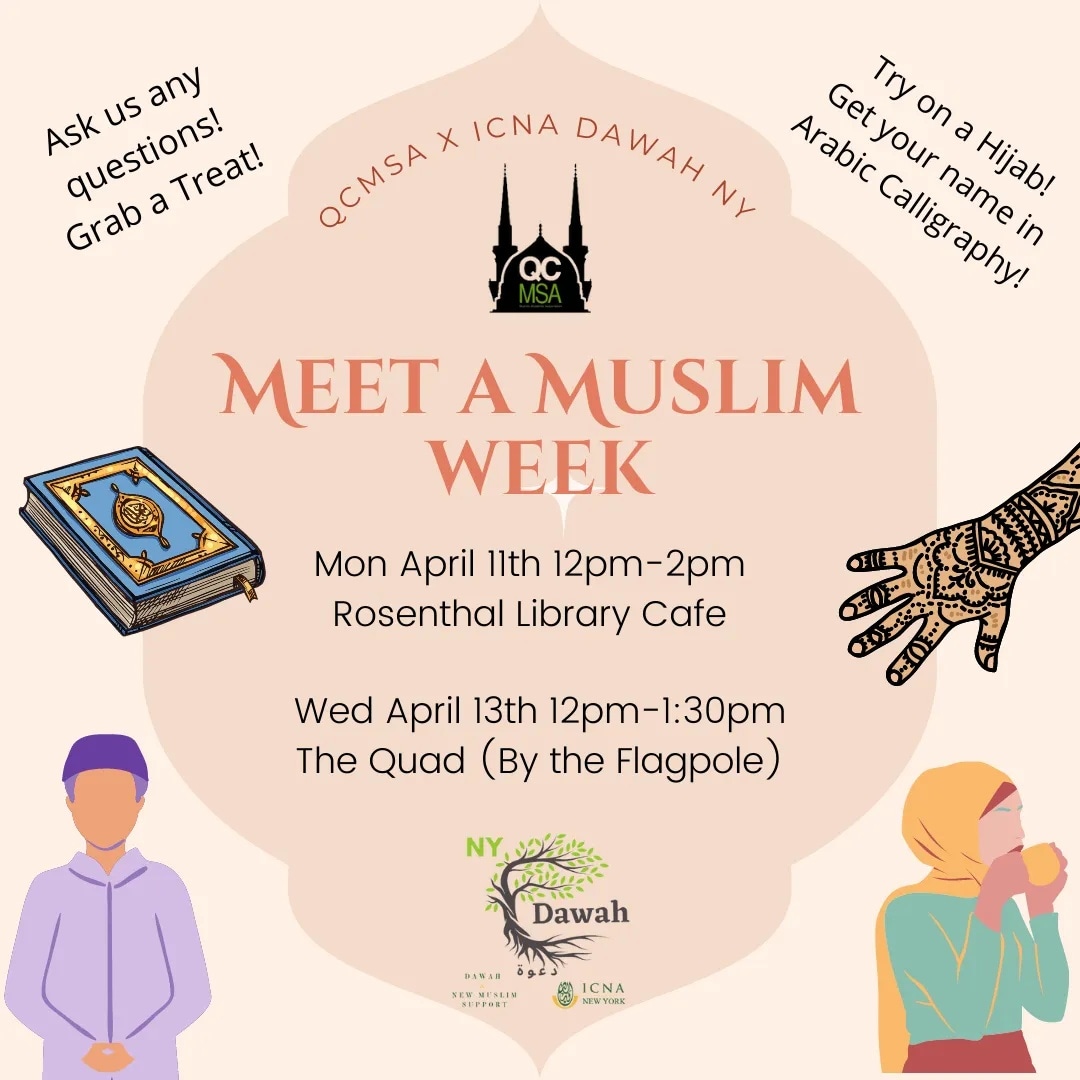 Ask us any
questions!
Grab a Treat!
Try on a Hijab!
Get your name in
Arabic Calligraphy!
QCMSA X ICNA DAWAH NY
QC
MSA
MEET A MUSLIM
WEEK
Mon April 11th 12pm-2pm
Rosenthal Library Cafe
Wed April 13th 12pm-1:30pm
The Quad (By the Flagpole)
NY
Dawah
دعوة
DAWAH
NEW MUSLIM
SUPPORT
ICNA
NEW YORK